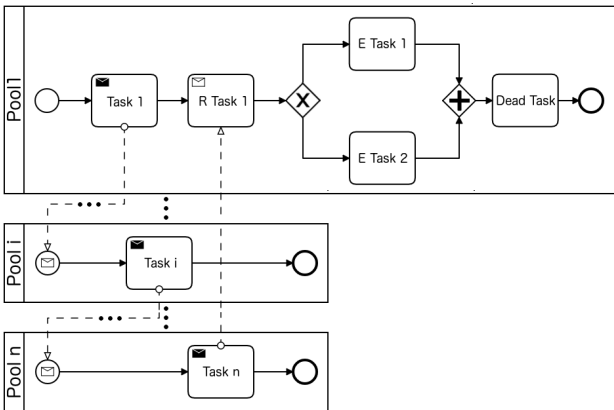 Pool1
Task 1
R Task 1
E Task 1
E Task 2
Dead Task
Pool i
Task i
Pool n
Task n